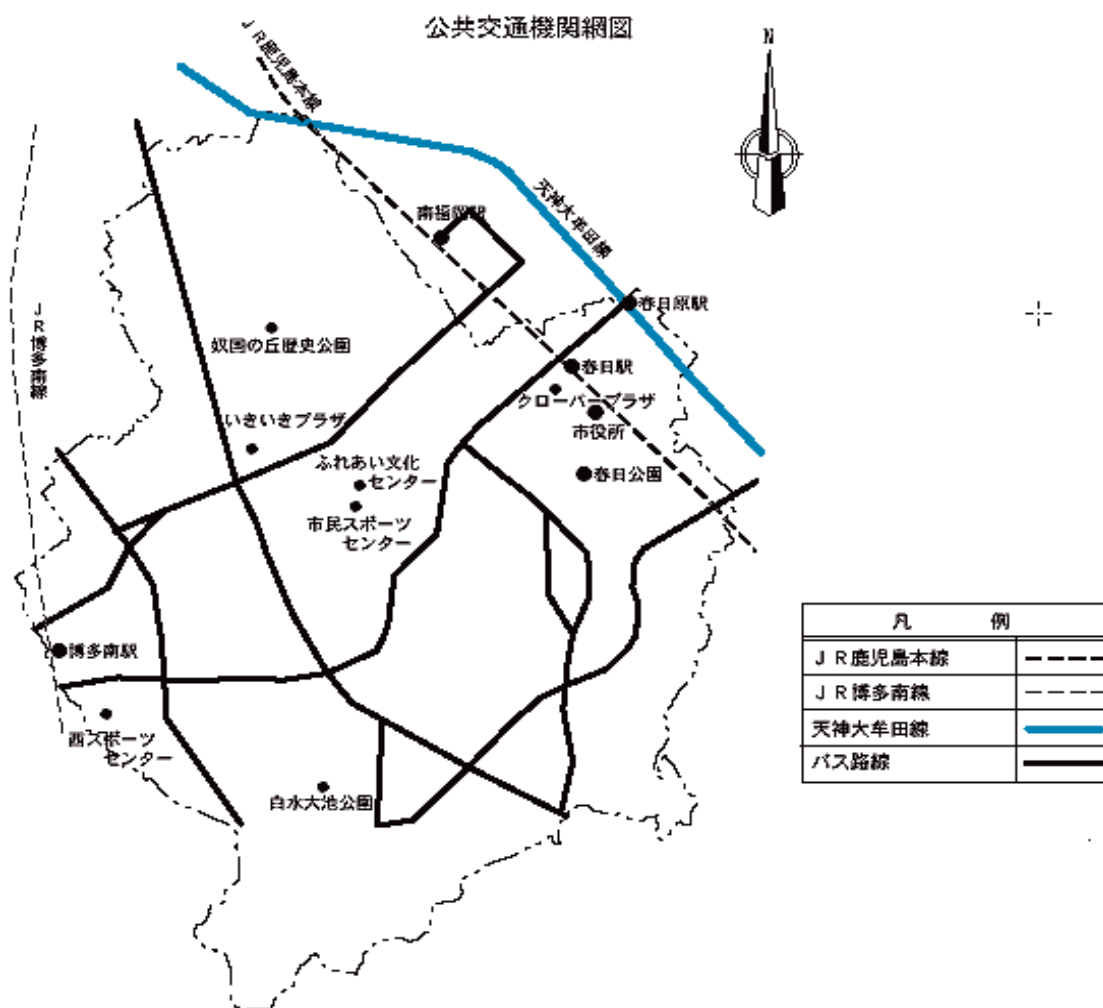 公共交通機関網図
ＪＲ鹿児島本線
N
天神大牟田線
南福岡駅
春日原駅
ＪＲ博多南線
奴国の丘歴史公園
春日駅
クローバープラザ
市役所
いきいきプラザ
ふれあい文化
センター
春日公園
市民スポーツ
センター
博多南駅
西スポーツ
センター
白水大池公園
凡　例
ＪＲ鹿児島本線
ＪＲ博多南線
天神大牟田線
バス路線